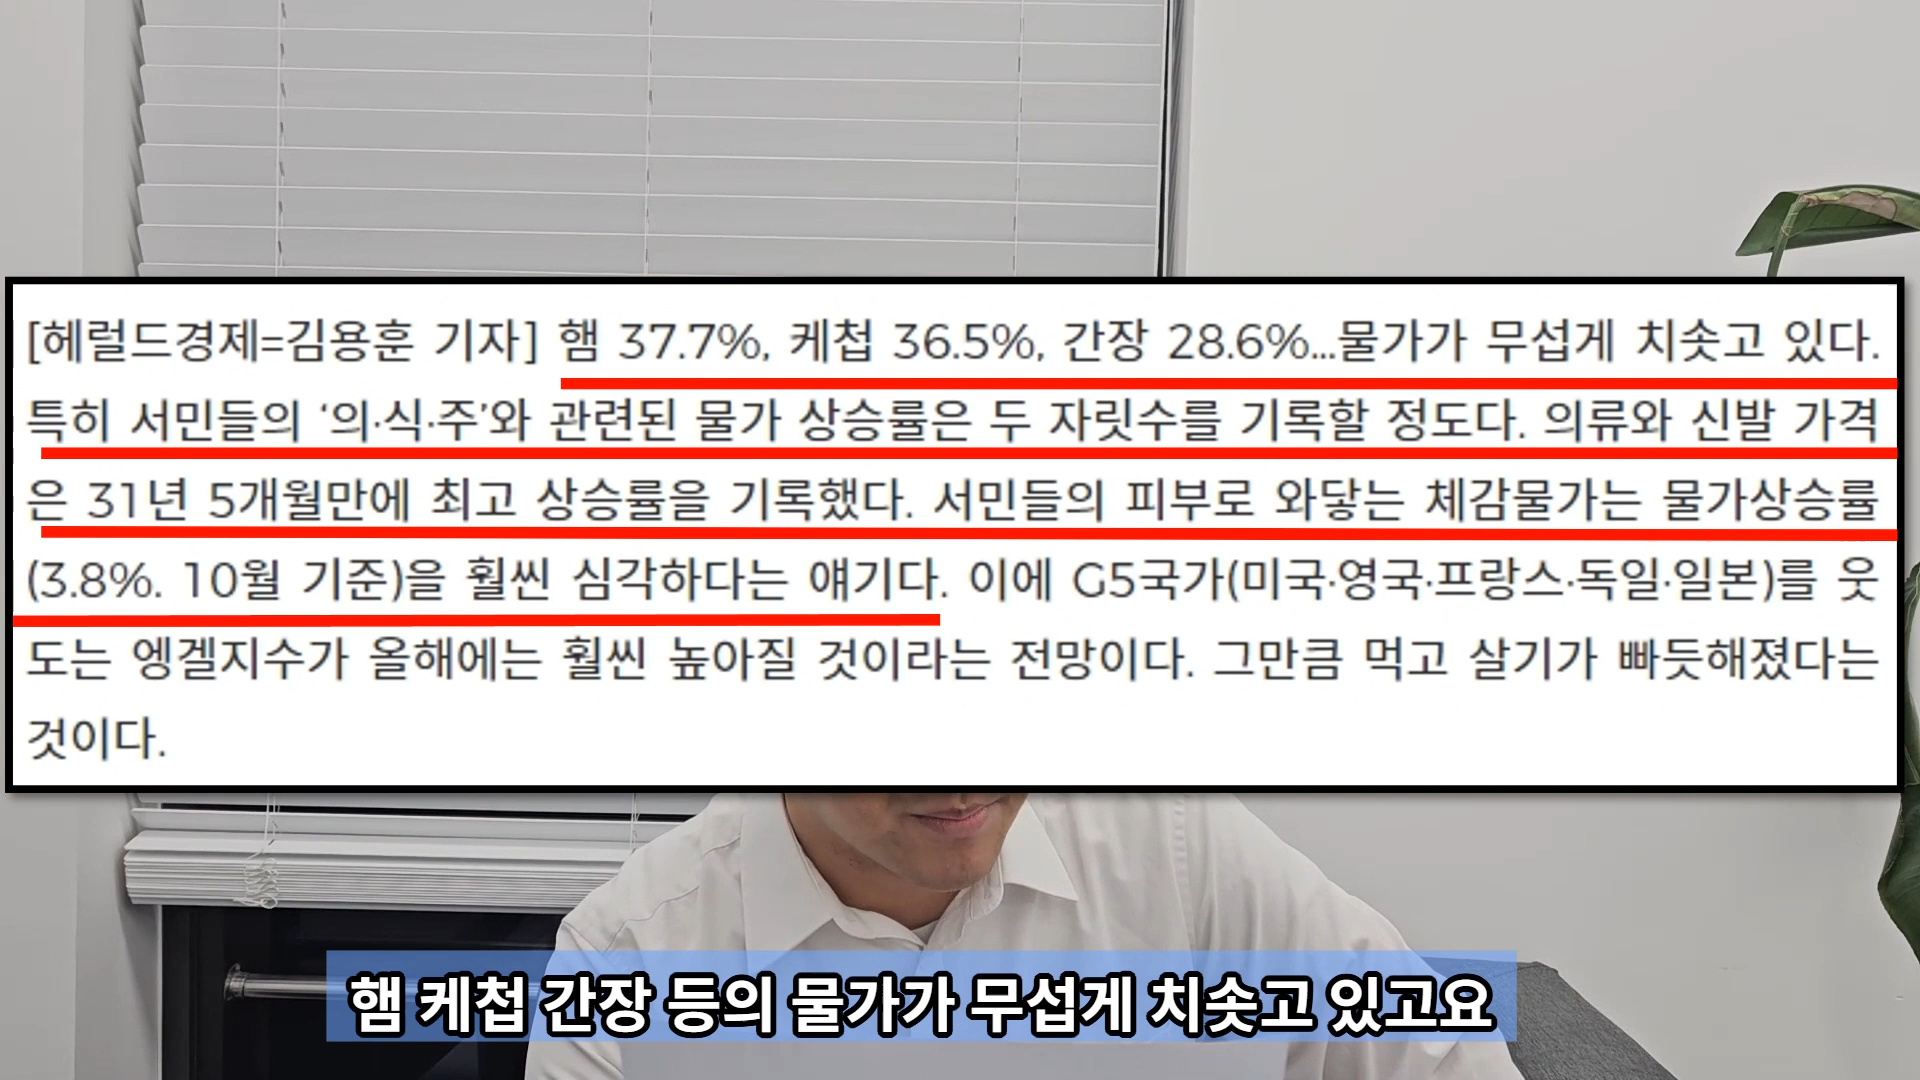 [헤럴드경제=김용훈 기자] 햄 37.7%, 케첩 36.5%, 간장 28.6%...물가가 무섭게 치솟고 있다.
특히 서민들의 ‘의·식·주’와 관련된 물가 상승률은 두 자릿수를 기록할 정도다. 의류와 신발 가격
은 31년 5개월만에 최고 상승률을 기록했다. 서민들의 피부로 와닿는 체감물가는 물가상승률
(3.8%. 10월 기준)을 훨씬 심각하다는 얘기다. 이에 G5국가(미국·영국·프랑스·독일·일본)를 웃
도는 엥겔지수가 올해에는 훨씬 높아질 것이라는 전망이다. 그만큼 먹고 살기가 빠듯해졌다는
것이다.
햄 케첩 간장 등의 물가가 무섭게 치솟고 있고요